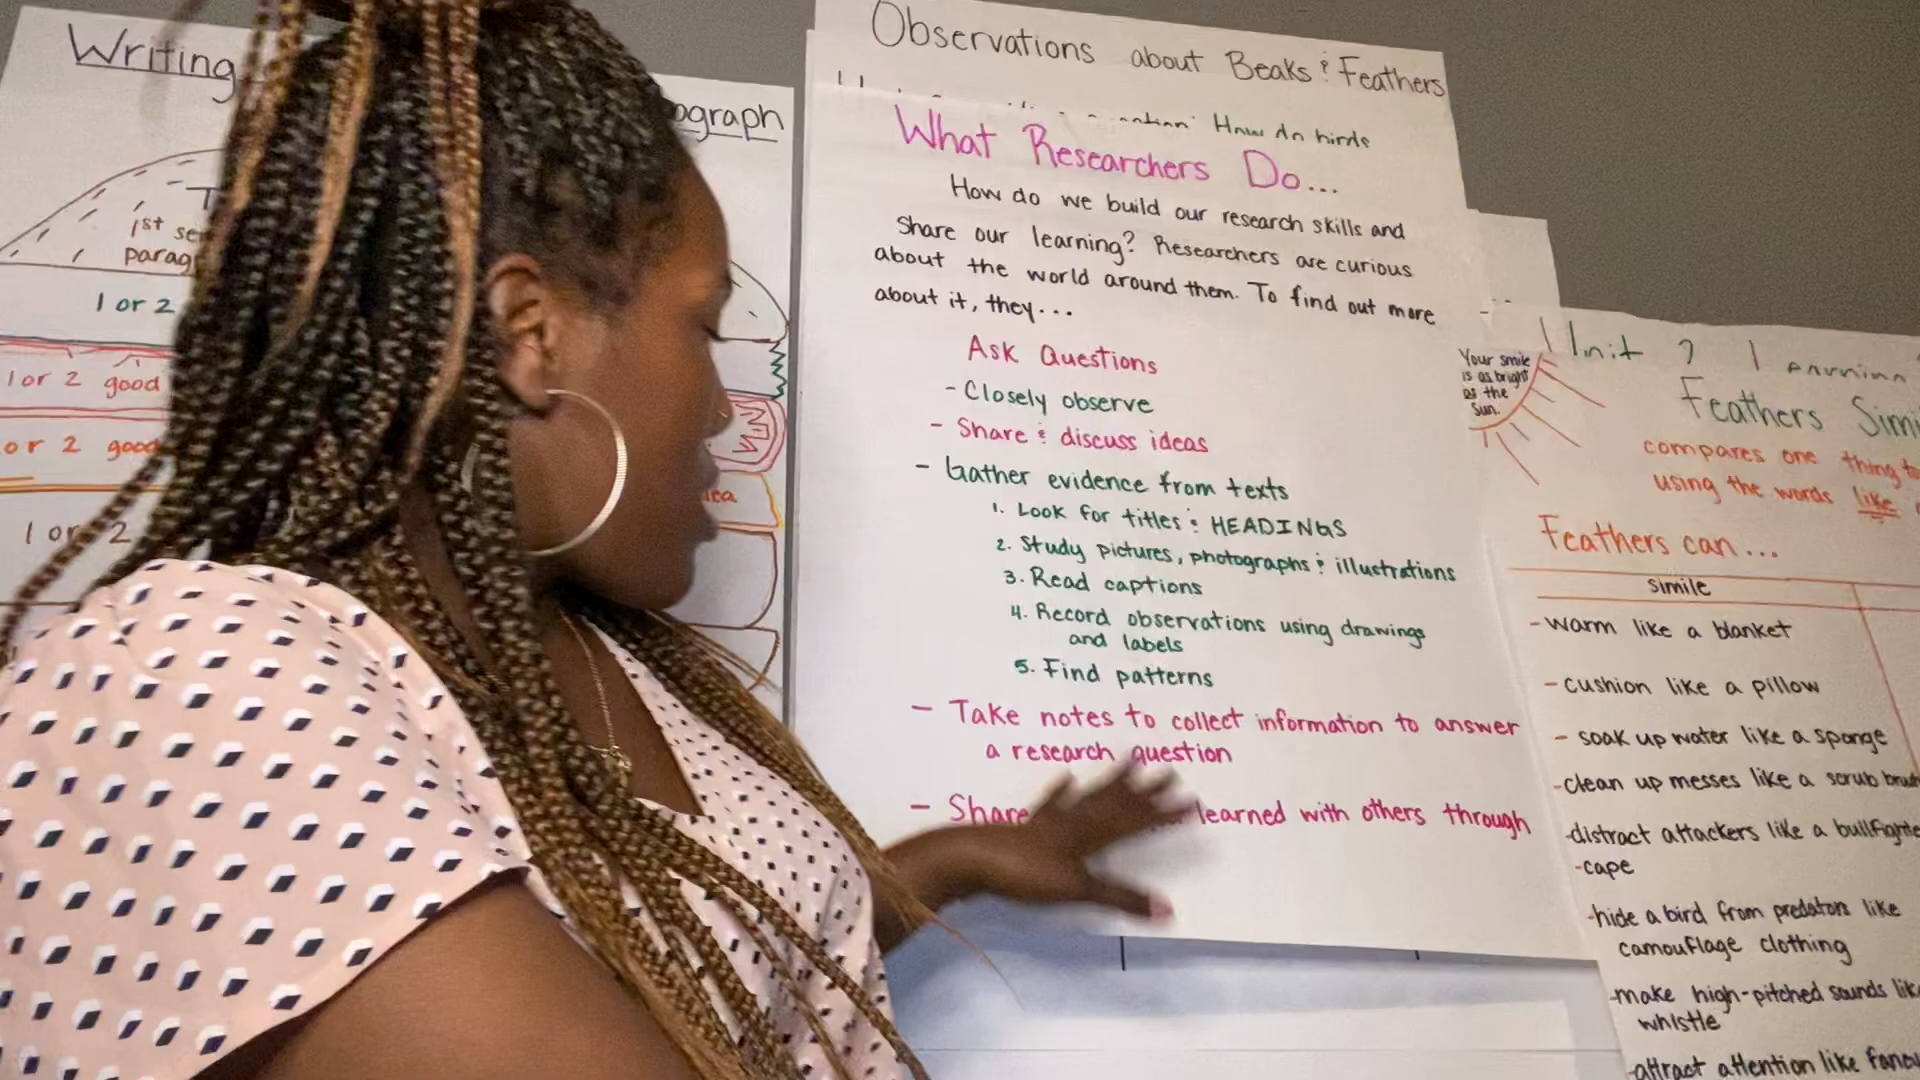 Writing
ograph
1st se
parag
1 or 2
1 or 2 good
or 2 good
1 or 2
Observations about Beaks & Feathers
How do birds
What Researchers Do...
How do we build our research skills and
share our learning? Researchers are curious
about the world around them. To find out more
about it, they...
Ask Questions
- Closely observe
- Share & discuss ideas
- Gather evidence from texts
1. Look for titles & HEADINGS
2. Study pictures, photographs & illustrations
3. Read captions
4. Record observations using drawings
and labels
5. Find patterns
- Take notes to collect information to answer
a research question
- Share learned with others through
Your smile
is as bright
as the
sun.
Unit 2 Learning
Feathers Simi
compares one thing to
using the words like
Feathers can...
simile
- warm like a blanket
- cushion like a pillow
- soak up water like a sponge
- clean up messes like a scrub brush
- distract attackers like a bullfighte
- cape
- hide a bird from predators like
camouflage clothing
- make high-pitched sounds like
whistle
- attract attention like fancy